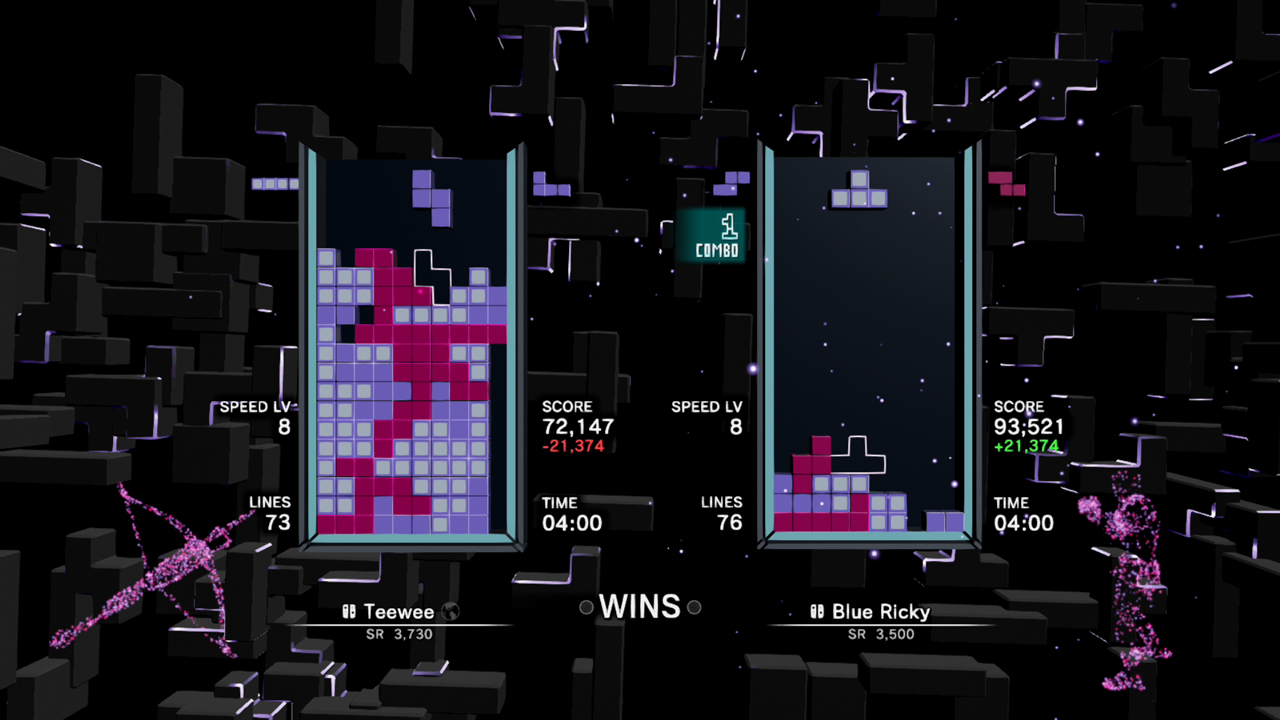 1
COMBO
SPEED LV
8
SCORE
72,147
-21,374
LINES
73
TIME
04:00
SPEED LV
8
SCORE
93,521
+21,374
LINES
76
TIME
04:00
WINS
Teewee
SR 3,730
Blue Ricky
SR 3,500